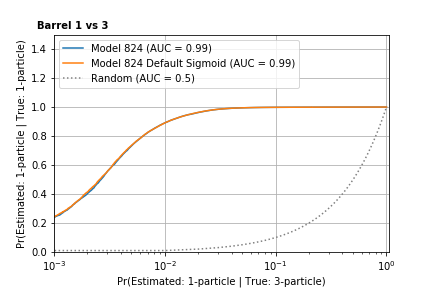 Barrel 1 vs 3
Model 824 (AUC = 0.99)
Model 824 Default Sigmoid (AUC = 0.99)
Random (AUC = 0.5)
Pr(Estimated: 1-particle | True: 1-particle)
1.4
1.2
1.0
0.8
0.6
0.4
0.2
0.0
10⁻³
10⁻²
10⁻¹
10⁰
Pr(Estimated: 1-particle | True: 3-particle)